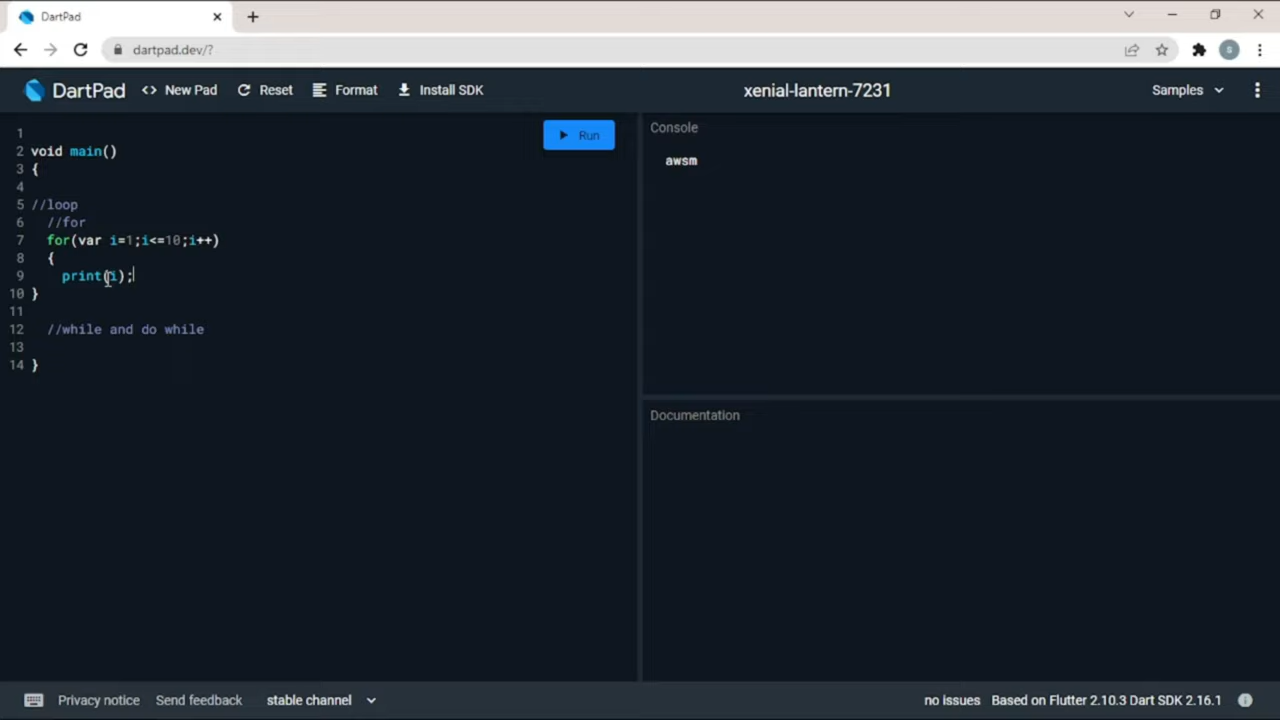 DartPad
dartpad.dev/?
S
DartPad <> New Pad Reset Format Install SDK xenial-lantern-7231 Samples
Run
Console
awsm
1
2 void main()
3 {
4
5 //loop
6 //for
7 for(var i=1;i<=10;i++)
8 {
9 print(i);
10 }
11
12 //while and do while
13
14 }
Documentation
Privacy notice Send feedback stable channel no issues Based on Flutter 2.10.3 Dart SDK 2.16.1